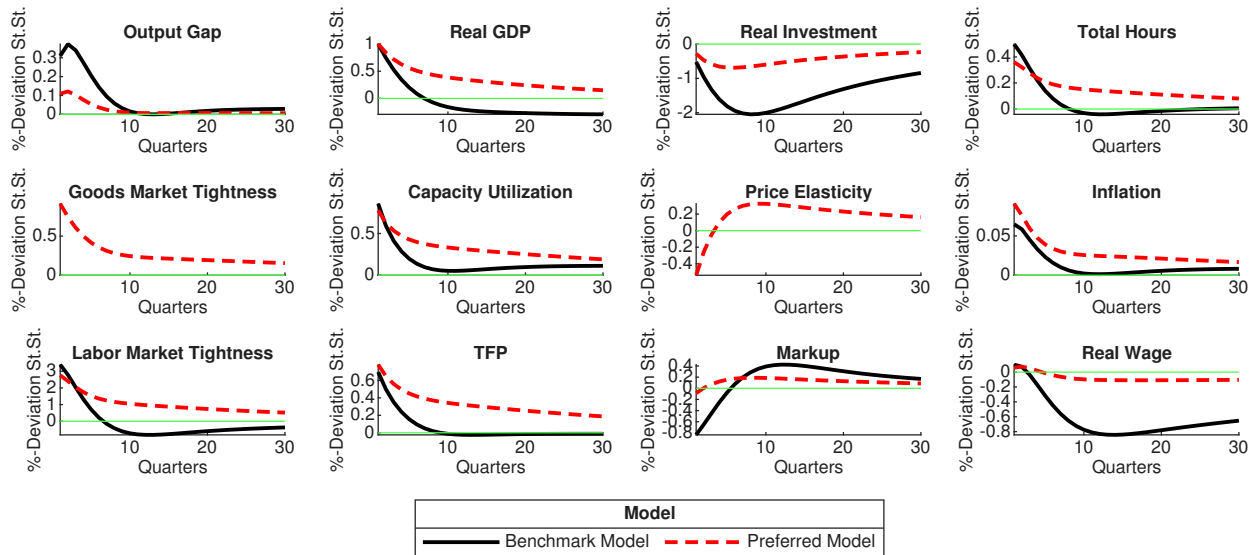 Output Gap
%-Deviation St.St.
0.3
0.2
0.1
0
10
20
30
Quarters
Real GDP
%-Deviation St.St.
1
0.5
0
10
20
30
Quarters
Real Investment
%-Deviation St.St.
0
-1
-2
10
20
30
Quarters
Total Hours
%-Deviation St.St.
0.4
0.2
0
10
20
30
Quarters
Goods Market Tightness
%-Deviation St.St.
0.5
0
10
20
30
Quarters
Capacity Utilization
%-Deviation St.St.
0.5
0
10
20
30
Quarters
Price Elasticity
%-Deviation St.St.
0.2
0
-0.2
-0.4
10
20
30
Quarters
Inflation
%-Deviation St.St.
0.05
0
10
20
30
Quarters
Labor Market Tightness
%-Deviation St.St.
3
2
1
0
10
20
30
Quarters
TFP
%-Deviation St.St.
0.6
0.4
0.2
0
10
20
30
Quarters
Markup
%-Deviation St.St.
0.4
0.2
0
-0.2
-0.4
-0.6
-0.8
10
20
30
Quarters
Real Wage
%-Deviation St.St.
0
-0.2
-0.4
-0.6
-0.8
10
20
30
Quarters
Model
Benchmark Model Preferred Model